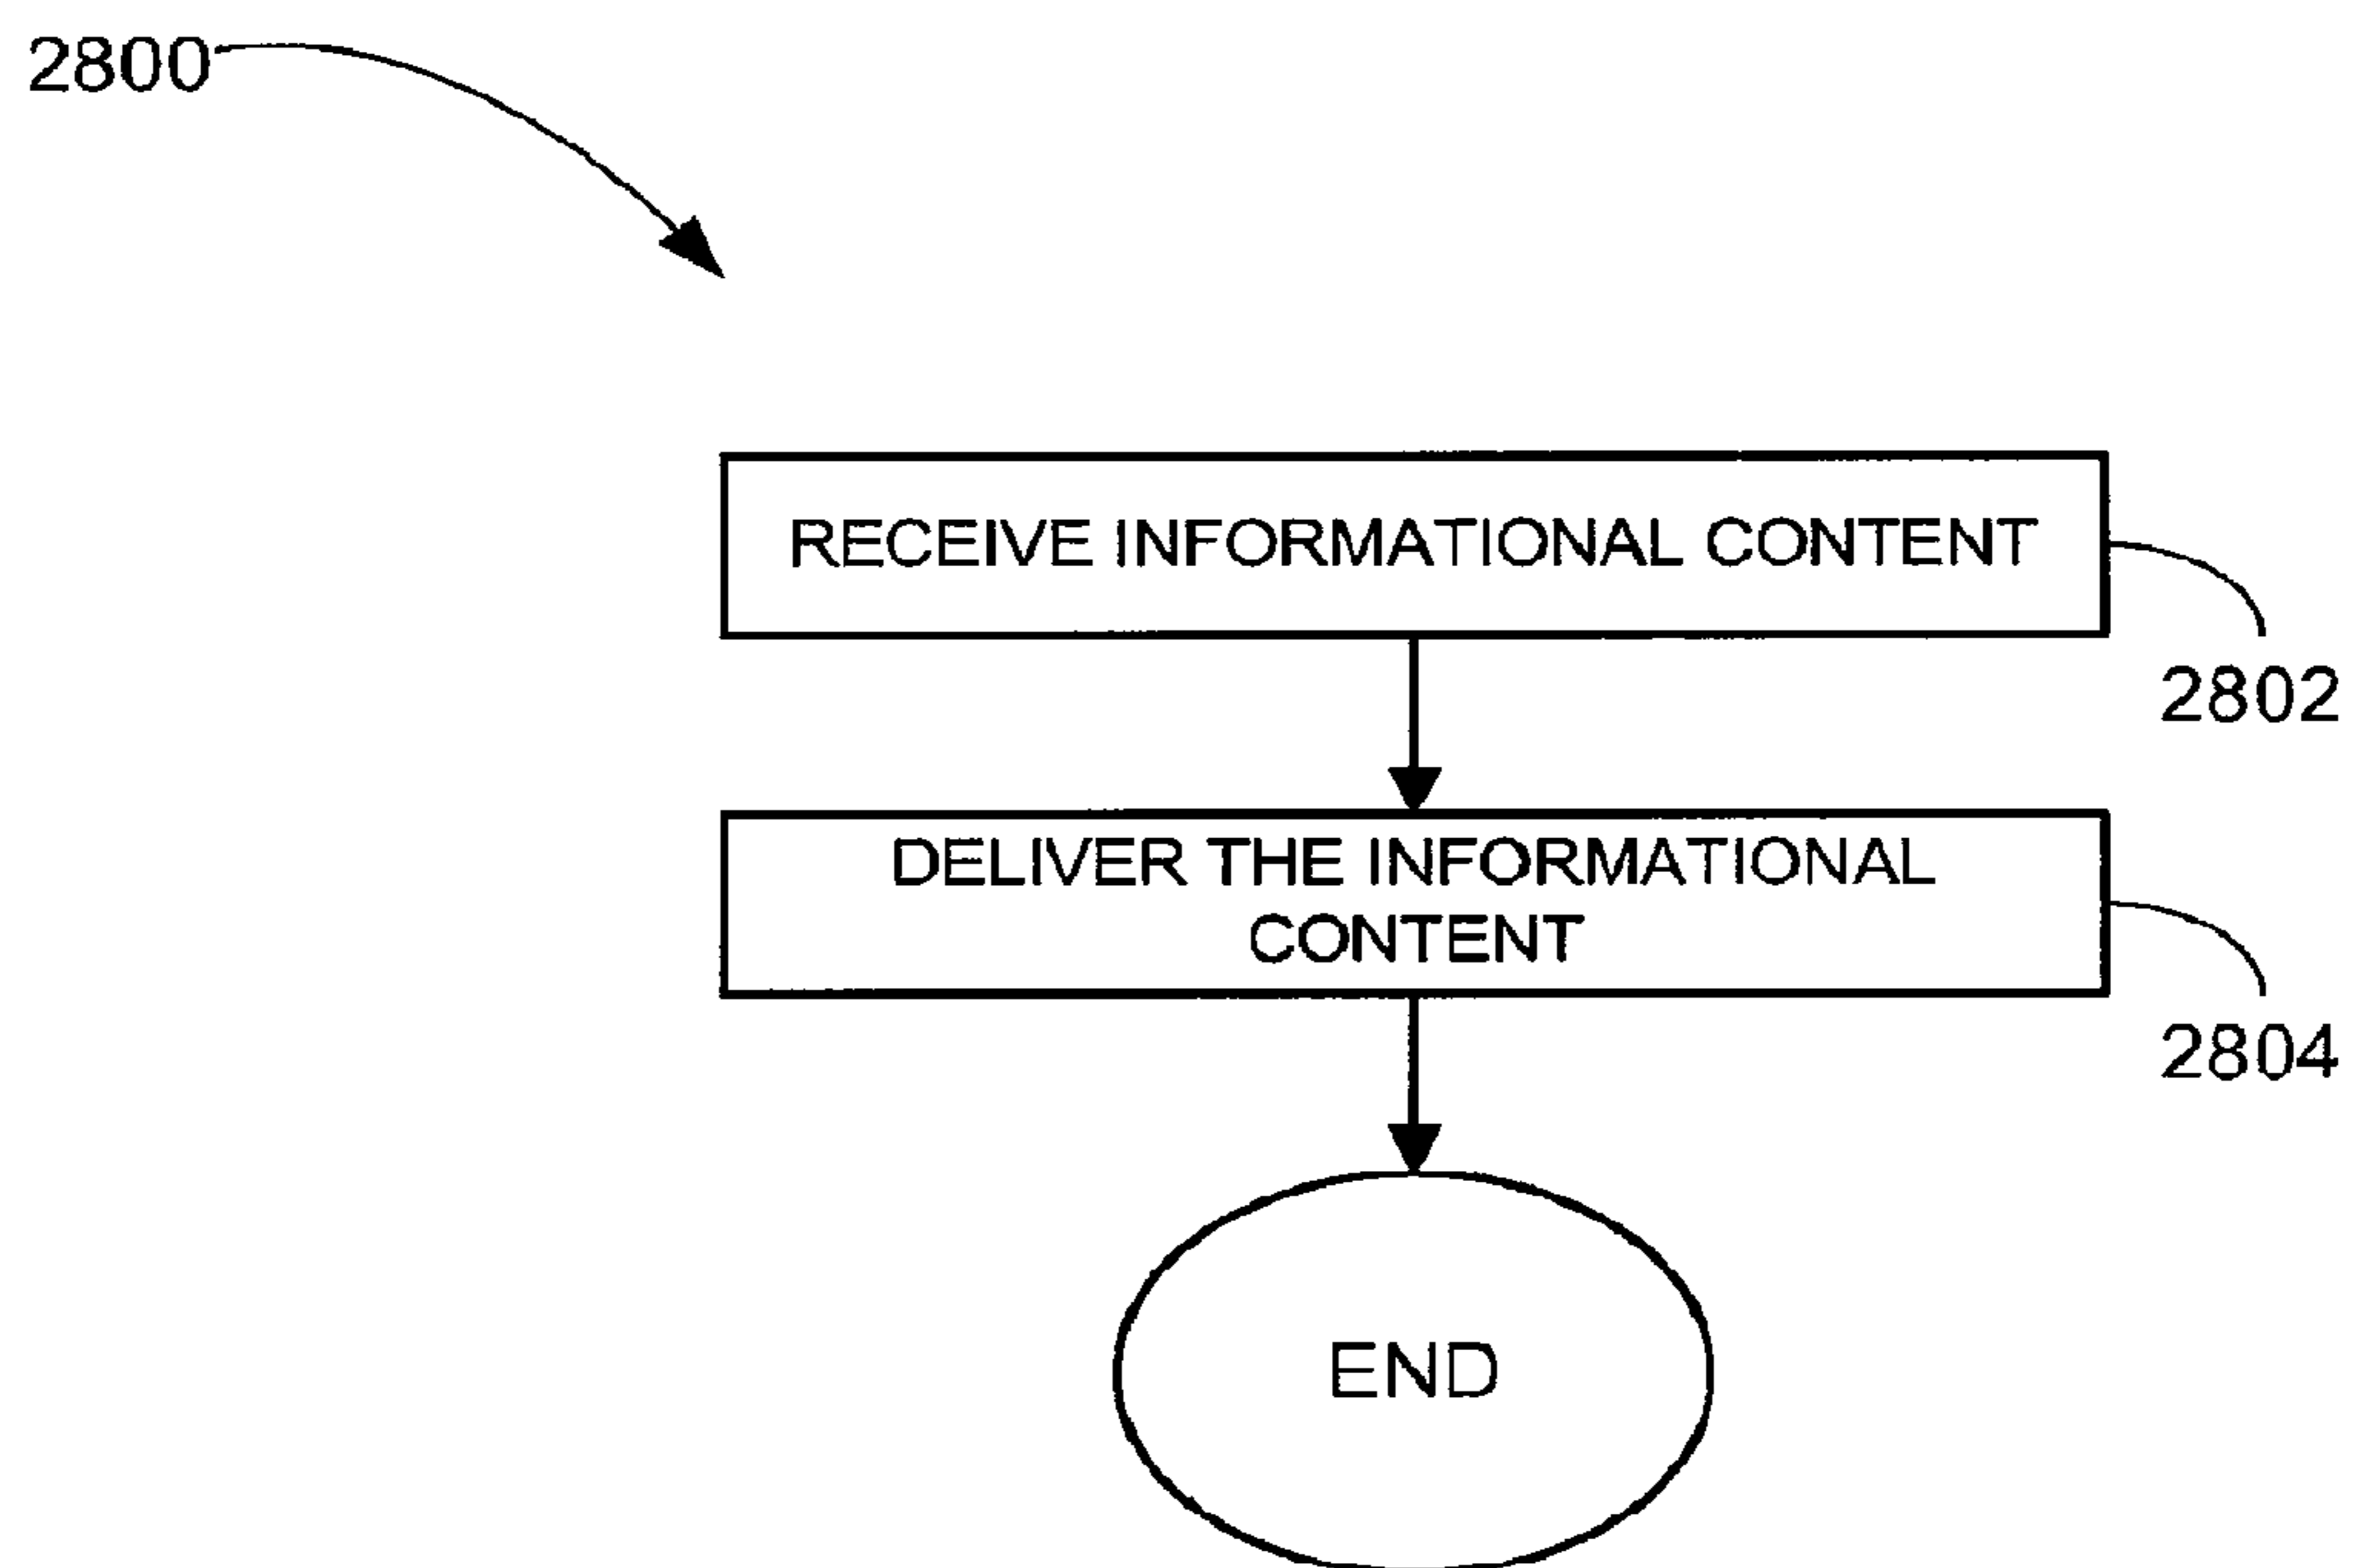 2800
RECEIVE INFORMATIONAL CONTENT
2802
DELIVER THE INFORMATIONAL
CONTENT
2804
END